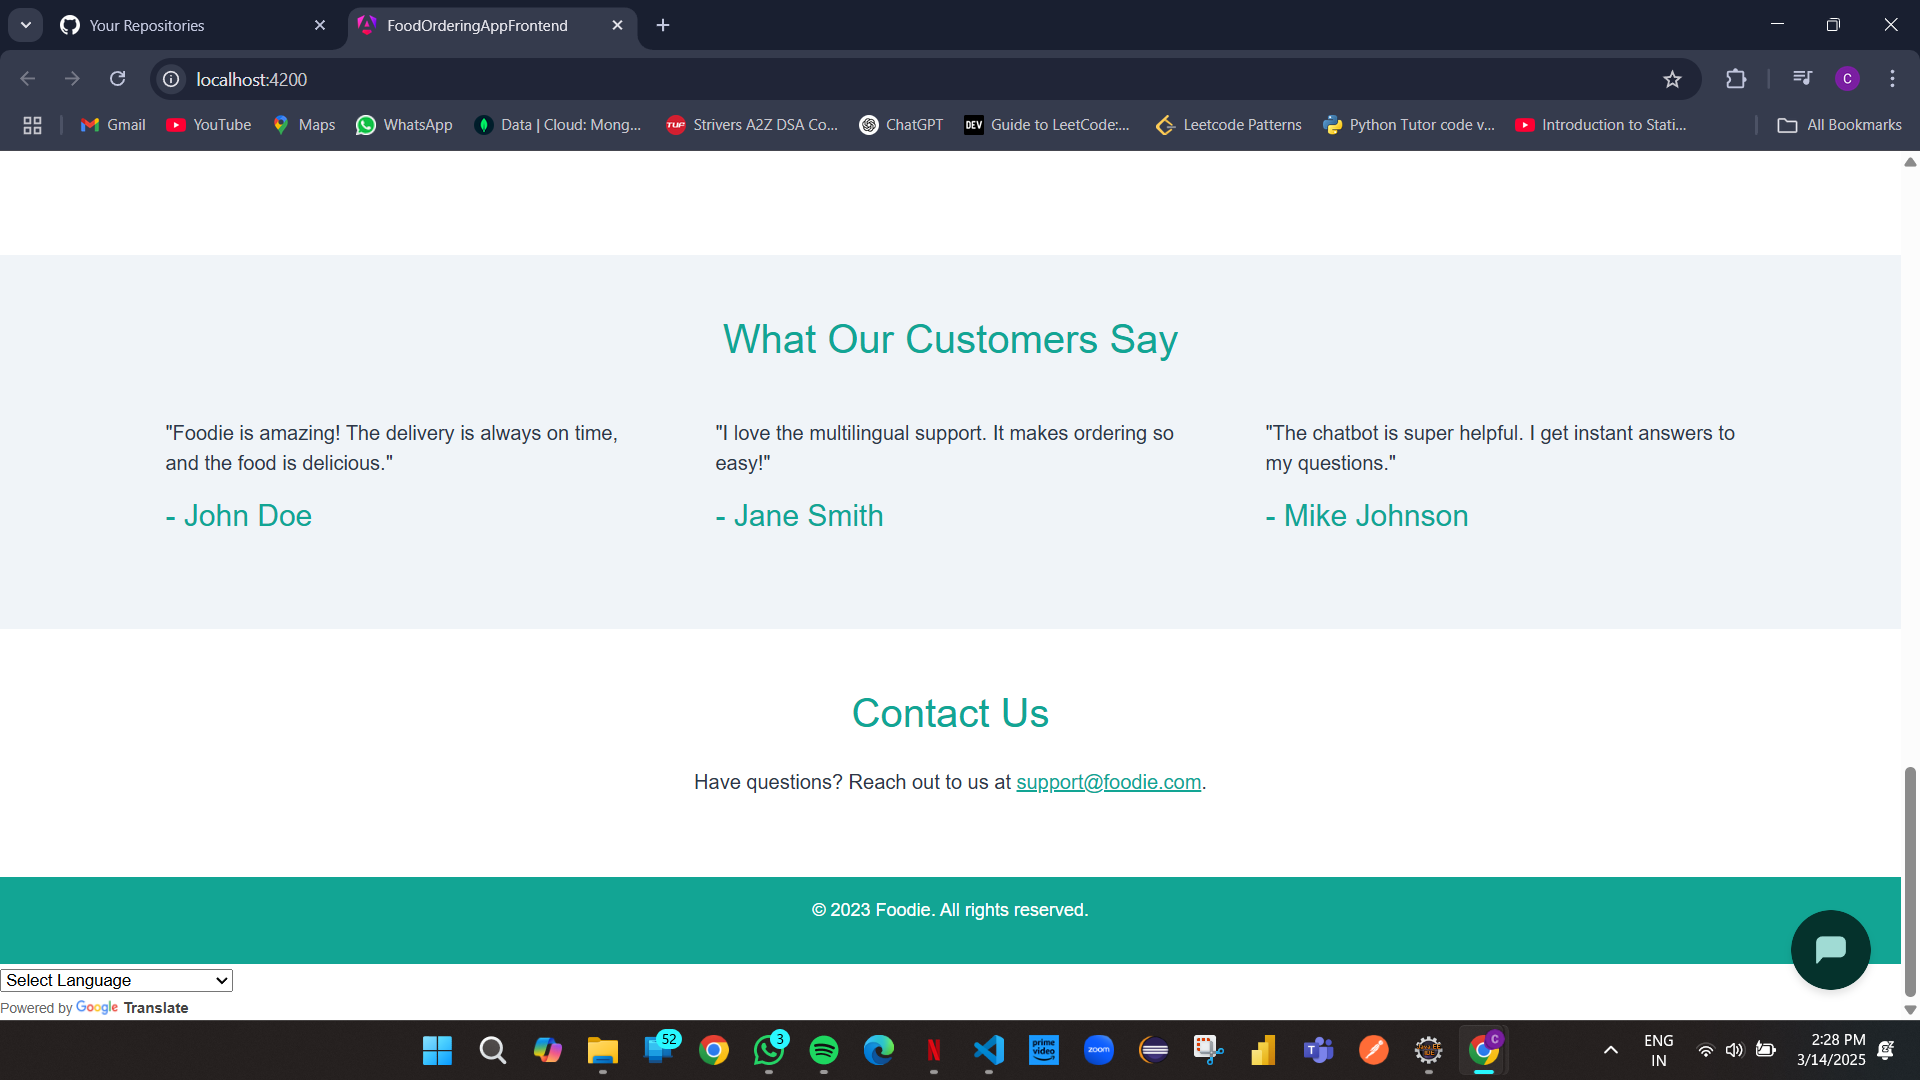 Your Repositories
FoodOrderingAppFrontend
localhost:4200
C
Gmail
YouTube
Maps
WhatsApp
Data | Cloud: Mong...
TUF
Strivers A2Z DSA Co...
ChatGPT
DEV
Guide to LeetCode:...
Leetcode Patterns
Python Tutor code v...
Introduction to Stati...
All Bookmarks
What Our Customers Say
"Foodie is amazing! The delivery is always on time,
and the food is delicious."
- John Doe
"I love the multilingual support. It makes ordering so
easy!"
- Jane Smith
"The chatbot is super helpful. I get instant answers to
my questions."
- Mike Johnson
Contact Us
Have questions? Reach out to us at support@foodie.com.
© 2023 Foodie. All rights reserved.
Select Language
Powered by Google Translate
52
3
N
prime video
zoom
T
C
ENG
IN
2:28 PM
3/14/2025